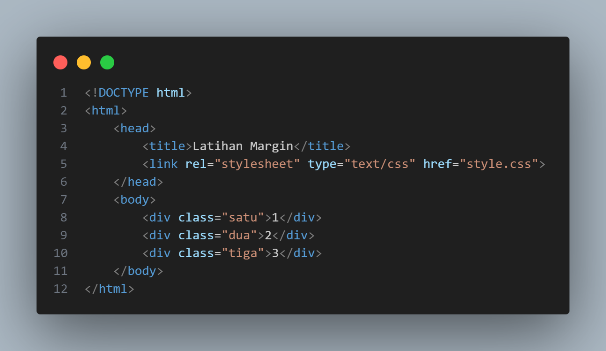 1 <!DOCTYPE html>
2 <html>
3     <head>
4         <title>Latihan Margin</title>
5         <link rel="stylesheet" type="text/css" href="style.css">
6     </head>
7     <body>
8         <div class="satu">1</div>
9         <div class="dua">2</div>
10         <div class="tiga">3</div>
11     </body>
12 </html>